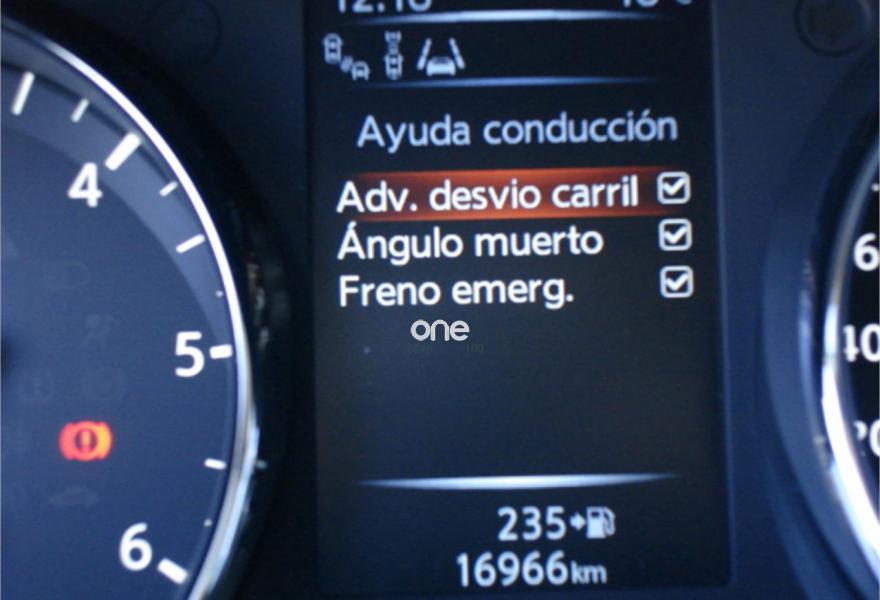 Ayuda conducción
Adv. desvio carril
Ángulo muerto
Freno emerg.
one
235
16966km
4
5
6